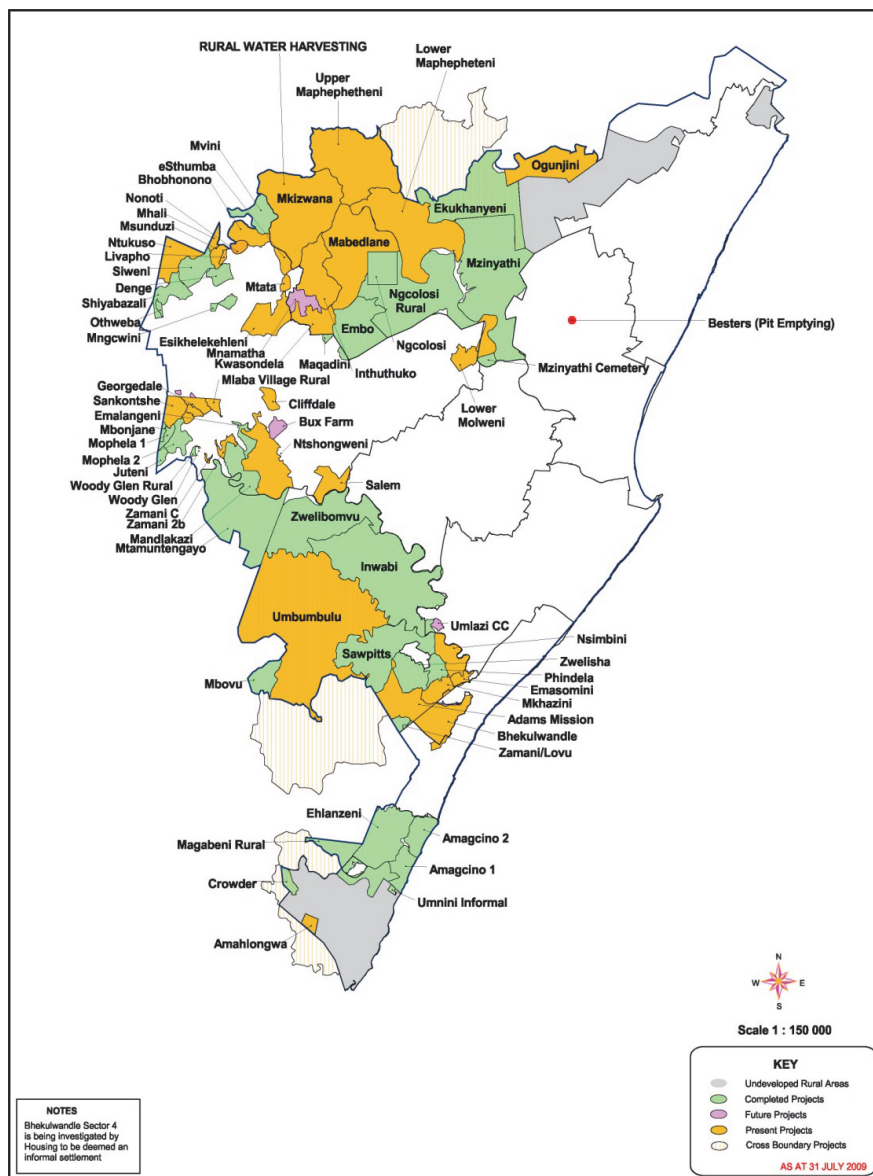 RURAL WATER HARVESTING
Lower
Maphepheteni
Upper
Maphephetheni
Mvini
eSthumba
Bhobhonono
Nonoti
Mhali
Msunduzi
Ntukuso
Livapho
Siweni
Denge
Shiyabazali
Othweba
Mngcwini
Mkizwana
Ogunjini
Ekukhanyeni
Mabedlane
Mzinyathi
Mtata
Ngcolosi
Rural
Embo
Esikhelekehleni
Mnamatha
Kwasondela
Maqadini
Mlaba Village Rural
Ngcolosi
Inthuthuko
Besters (Pit Emptying)
Mzinyathi Cemetery
Lower
Molweni
Georgedale
Sankontshe
Emalangeni
Mbonjane
Mophela 1
Mophela 2
Juteni
Woody Glen Rural
Woody Glen
Zamani C
Zamani 2b
Mandlakazi
Mtamuntengayo
Cliffdale
Bux Farm
Ntshongweni
Salem
Zwelibomvu
Inwabi
Umbumbulu
Umlazi CC
Sawpitts
Mbovu
Nsimbini
Zwelisha
Phindela
Emasomini
Mkhazini
Adams Mission
Bhekulwandle
Zamani/Lovu
Ehlanzeni
Magabeni Rural
Amagcino 2
Crowder
Amagcino 1
Umnini Informal
Amahlongwa
N
W E
S
Scale 1 : 150 000
KEY
Undeveloped Rural Areas
Completed Projects
Future Projects
Present Projects
Cross Boundary Projects
AS AT 31 JULY 2009
NOTES
Bhekulwandle Sector 4
is being investigated by
Housing to be deemed an
informal settlement